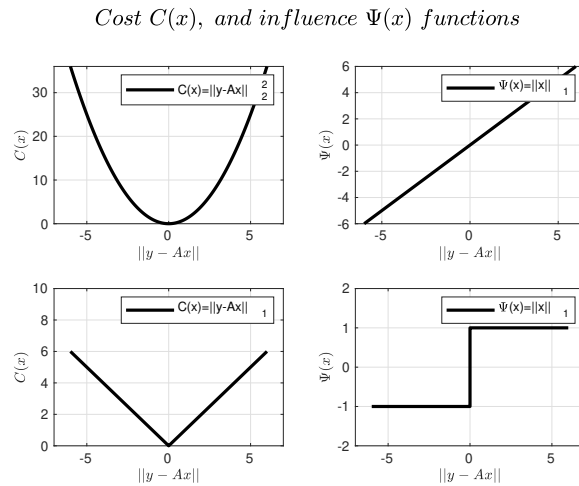 Cost C(x), and influence Ψ(x) functions
C(x)=||y-Ax|| 2 2
C(x)
30
20
10
0
-5 0 5
||y − Ax||
Ψ(x)=||x|| 1
Ψ(x)
6
4
2
0
-2
-4
-6
-5 0 5
||y − Ax||
C(x)=||y-Ax|| 1
C(x)
10
8
6
4
2
0
-5 0 5
||y − Ax||
Ψ(x)=||x|| 1
Ψ(x)
2
1
0
-1
-2
-5 0 5
||y − Ax||